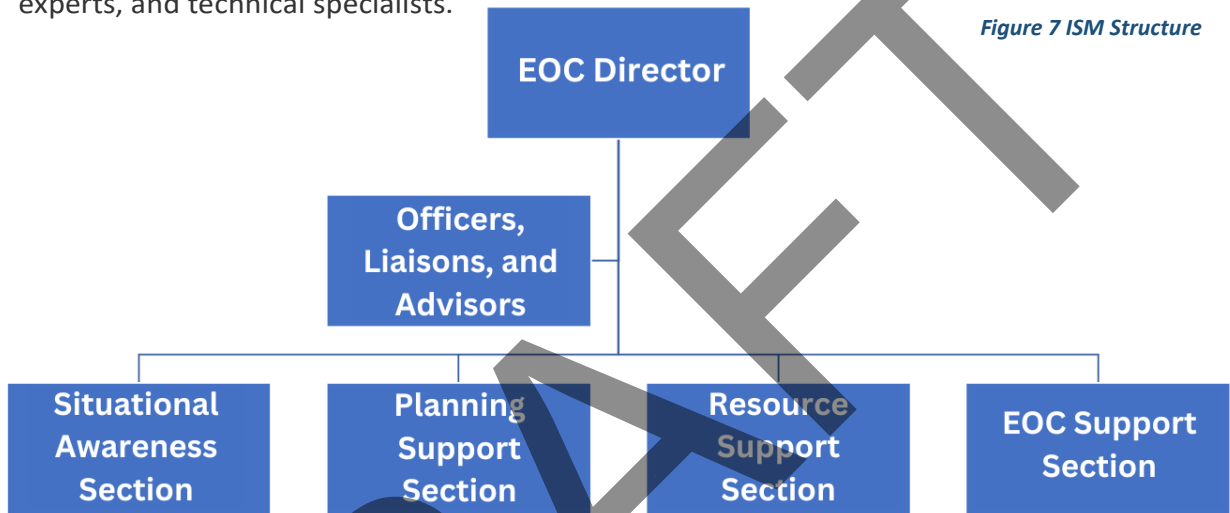 experts, and technical specialists.
Figure 7 ISM Structure
EOC Director
Officers,
Liaisons, and
Advisors
Situational
Awareness
Section
Planning
Support
Section
Resource
Support
Section
EOC Support
Section
DRAFT